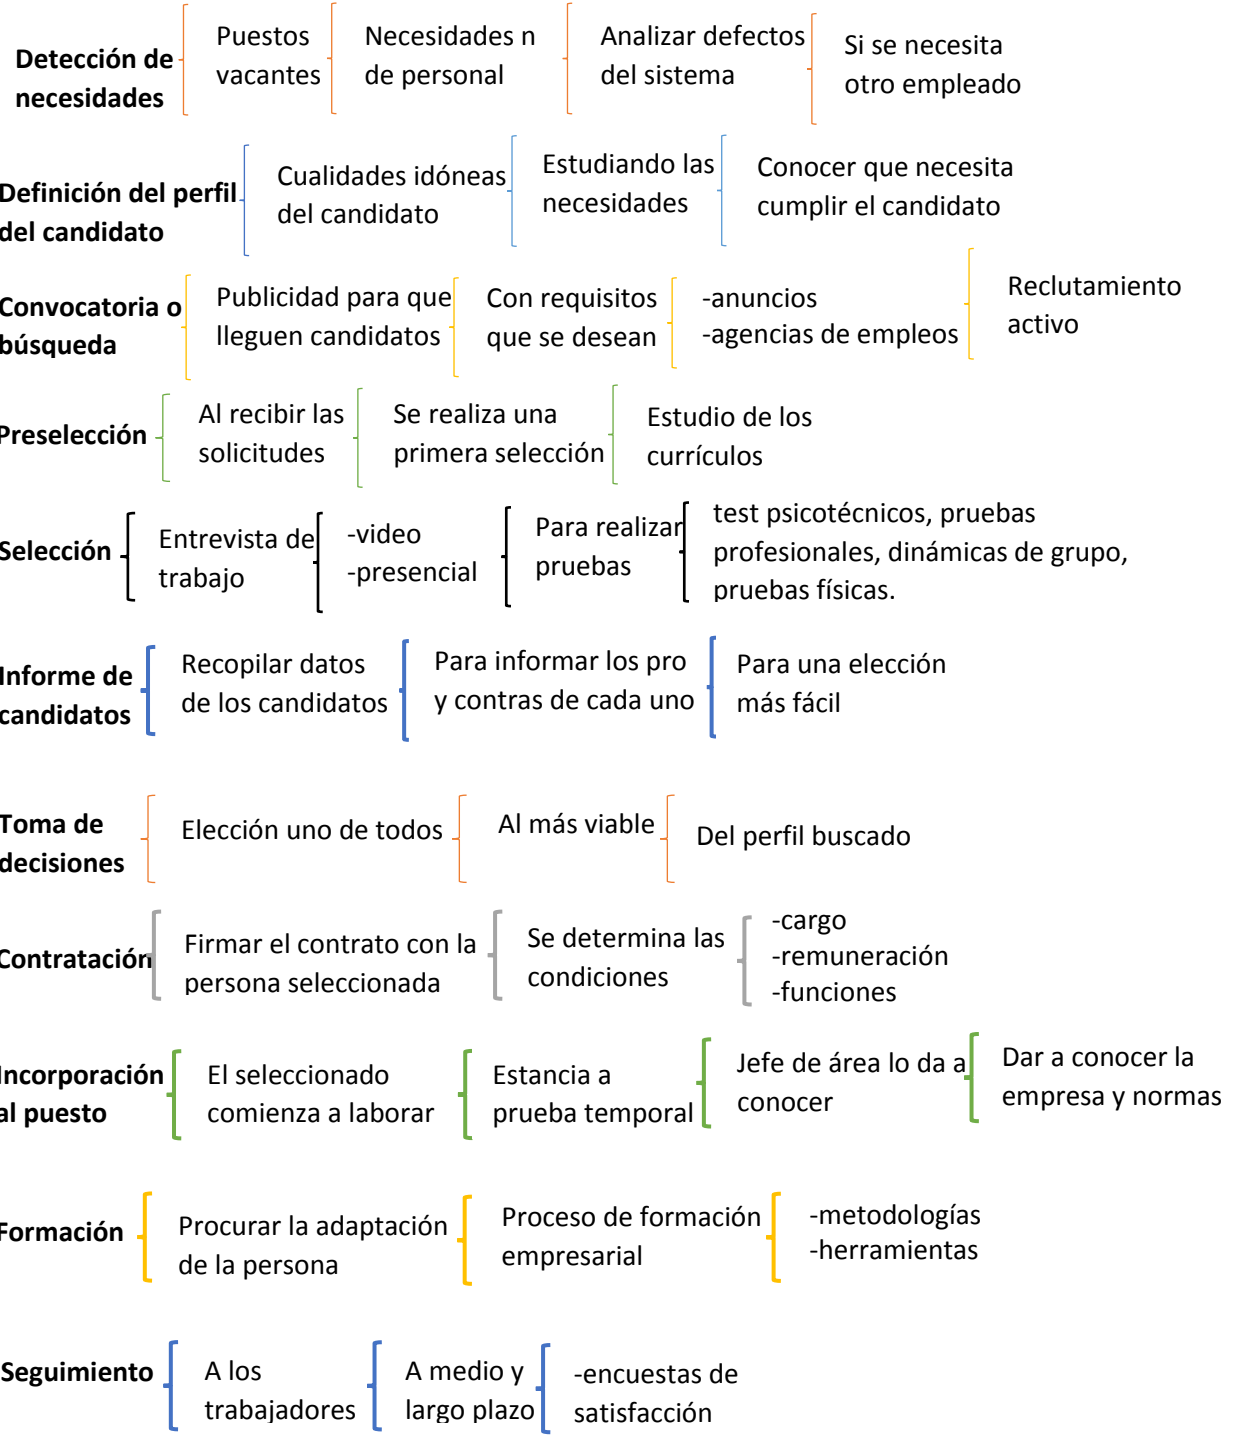 Detección de
necesidades
Puestos
vacantes
Necesidades n
de personal
Analizar defectos
del sistema
Si se necesita
otro empleado
Definición del perfil
del candidato
Cualidades idóneas
del candidato
Estudiando las
necesidades
Conocer que necesita
cumplir el candidato
Convocatoria o
búsqueda
Publicidad para que
lleguen candidatos
Con requisitos
que se desean
-anuncios
-agencias de empleos
Reclutamiento
activo
Preselección
Al recibir las
solicitudes
Se realiza una
primera selección
Estudio de los
currículos
Selección
Entrevista de
trabajo
-video
-presencial
Para realizar
pruebas
test psicotécnicos, pruebas
profesionales, dinámicas de grupo,
pruebas físicas.
Informe de
candidatos
Recopilar datos
de los candidatos
Para informar los pro
y contras de cada uno
Para una elección
más fácil
Toma de
decisiones
Elección uno de todos
Al más viable
Del perfil buscado
Contratación
Firmar el contrato con la
persona seleccionada
Se determina las
condiciones
-cargo
-remuneración
-funciones
Incorporación
al puesto
El seleccionado
comienza a laborar
Estancia a
prueba temporal
Jefe de área lo da a
conocer
Dar a conocer la
empresa y normas
Formación
Procurar la adaptación
de la persona
Proceso de formación
empresarial
-metodologías
-herramientas
Seguimiento
A los
trabajadores
A medio y
largo plazo
-encuestas de
satisfacción